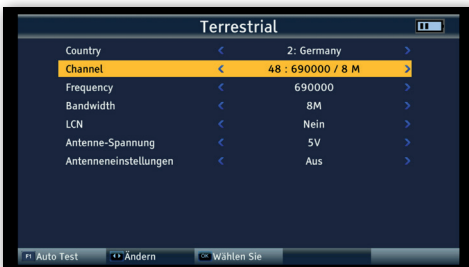 Terrestrial
Country < 2: Germany >
Channel < 48 : 690000 / 8 M >
Frequency < 690000 >
Bandwidth < 8M >
LCN < Nein >
Antenne-Spannung < 5V >
Antenneneinstellungen < Aus >
F1 Auto Test Ändern OK Wählen Sie